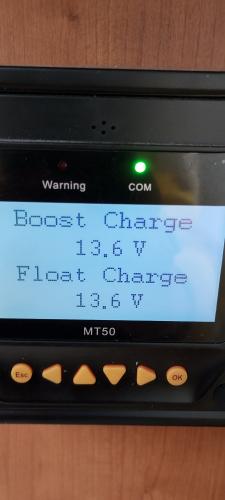 Warning COM
Boost Charge
13.6 V
Float Charge
13.6 V
MT50
Esc OK